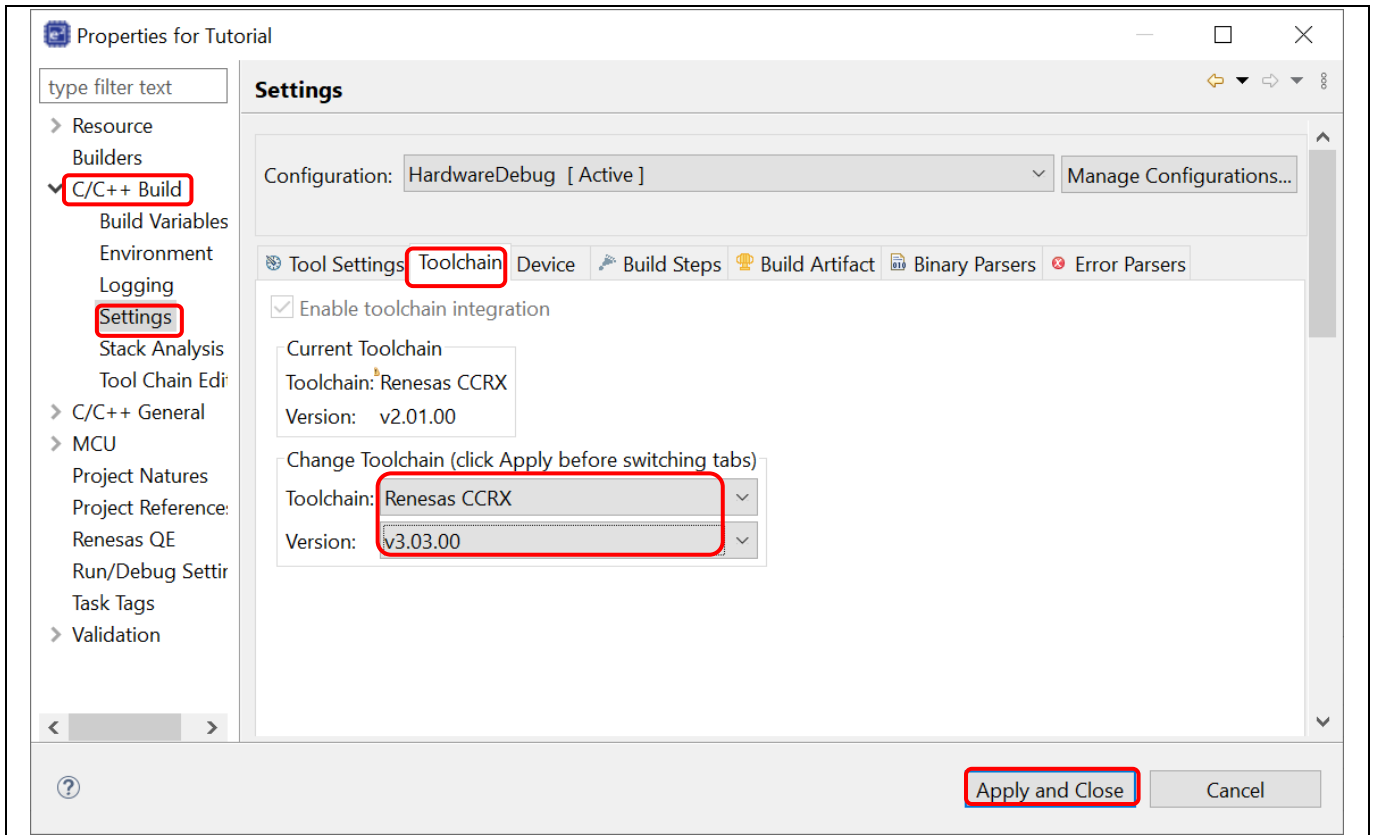 Properties for Tutorial
type filter text
Resource
Builders
C/C++ Build
Build Variables
Environment
Logging
Settings
Stack Analysis
Tool Chain Edi
C/C++ General
MCU
Project Natures
Project Reference
Renesas QE
Run/Debug Settin
Task Tags
Validation
Settings
Configuration: HardwareDebug [ Active ] Manage Configurations...
Tool Settings Toolchain Device Build Steps Build Artifact Binary Parsers Error Parsers
Enable toolchain integration
Current Toolchain
Toolchain: Renesas CCRX
Version: v2.01.00
Change Toolchain (click Apply before switching tabs)
Toolchain: Renesas CCRX
Version: v3.03.00
Apply and Close Cancel